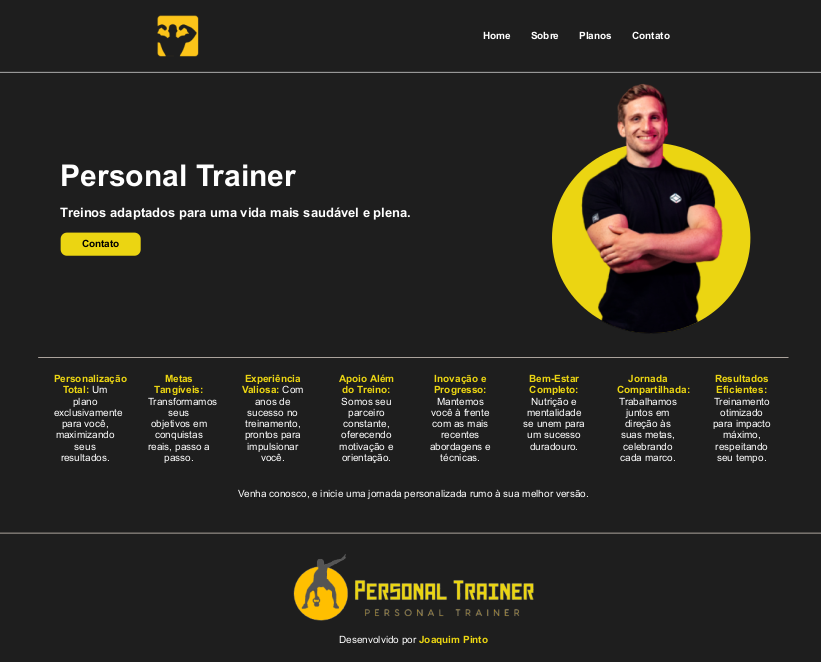 Home Sobre Planos Contato
Personal Trainer
Treinos adaptados para uma vida mais saudável e plena.
Contato
Personalização
Total: Um
plano
exclusivamente
para você,
maximizando
seus
resultados.
Metas
Tangíveis:
Transformamos
seus
objetivos em
conquistas
reais, passo a
passo.
Experiência
Valiosa: Com
anos de
sucesso no
treinamento,
prontos para
impulsionar
você.
Apoio Além
do Treino:
Somos seu
parceiro
constante,
oferecendo
motivação e
orientação.
Inovação e
Progresso:
Mantemos
você à frente
com as mais
recentes
abordagens e
técnicas.
Bem-Estar
Completo:
Nutrição e
mentalidade
se unem para
um sucesso
duradouro.
Jornada
Compartilhada:
Trabalhamos
juntos em
direção às
suas metas,
celebrando
cada marco.
Resultados
Eficientes:
Treinamento
otimizado
para impacto
máximo,
respeitando
seu tempo.
Venha conosco, e inicie uma jornada personalizada rumo à sua melhor versão.
PERSONAL TRAINER
PERSONAL TRAINER
Desenvolvido por Joaquim Pinto